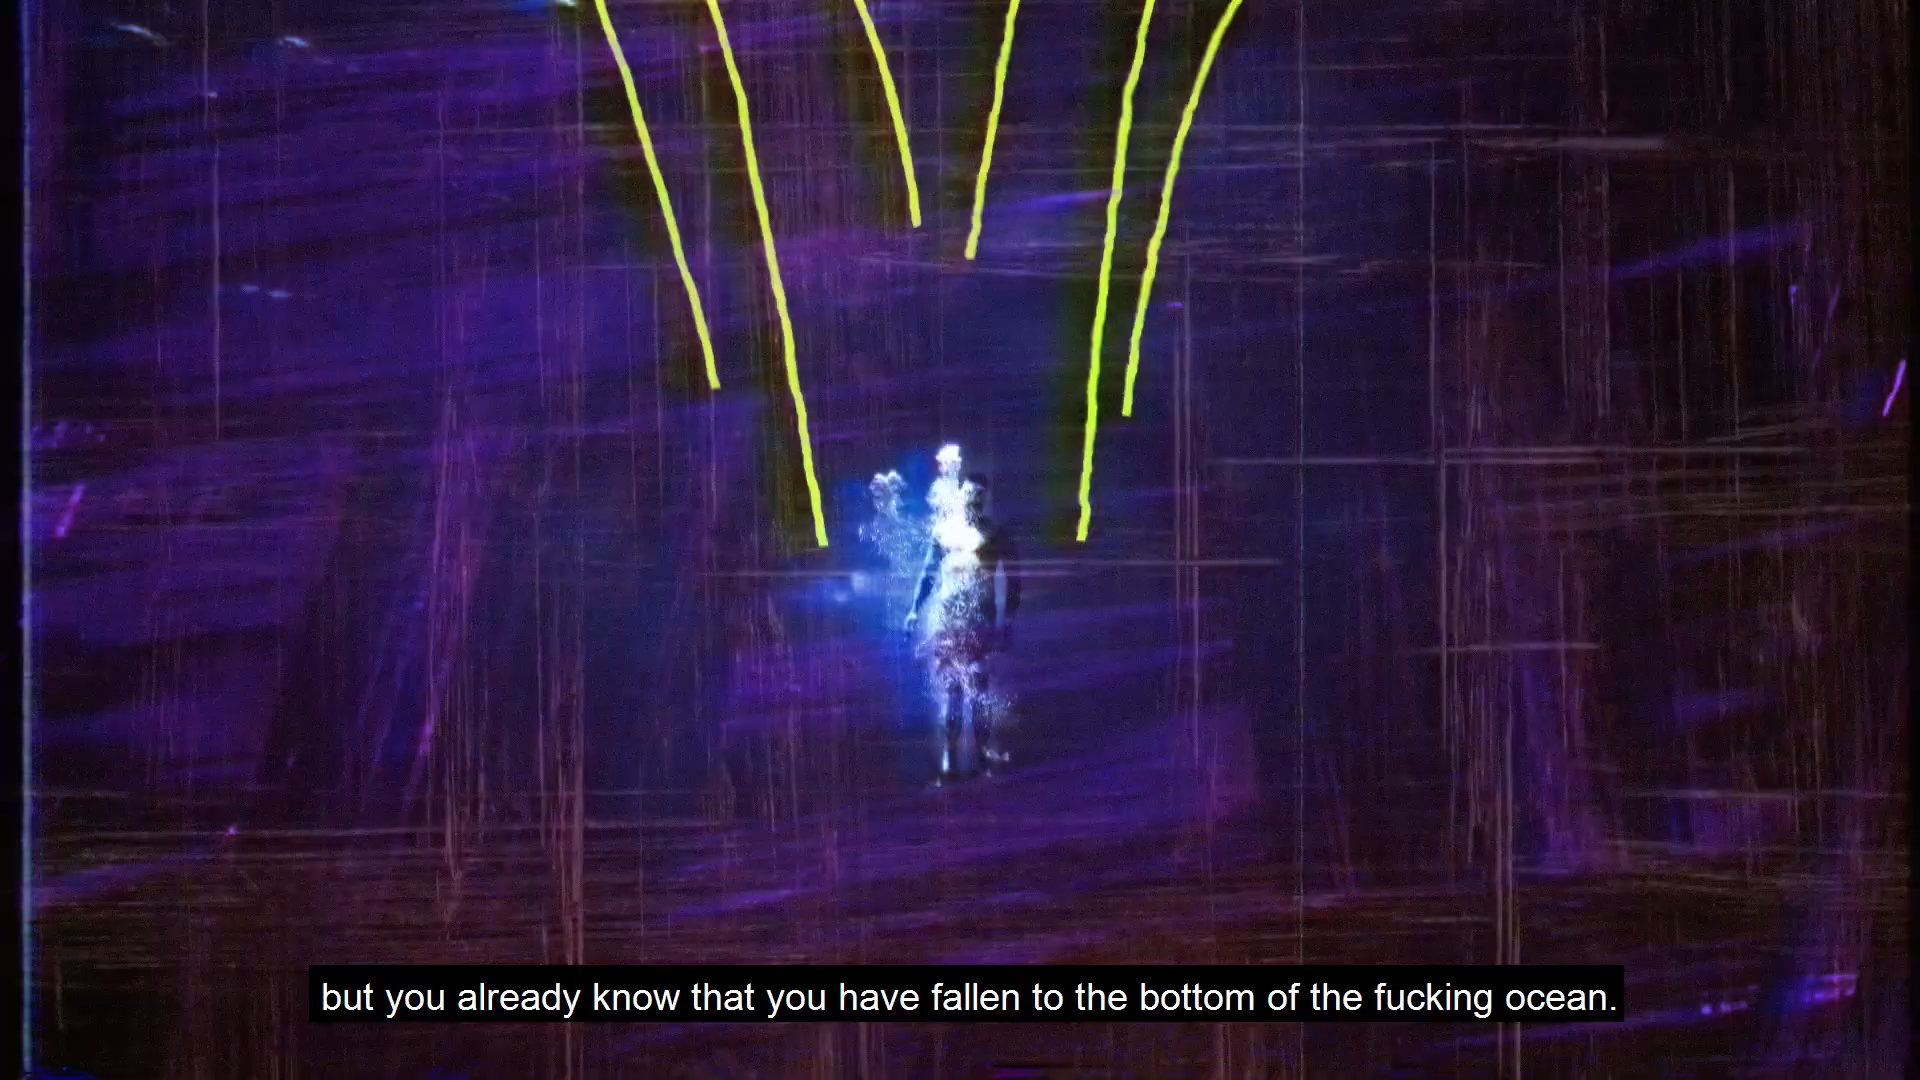 but you already know that you have fallen to the bottom of the fucking ocean.